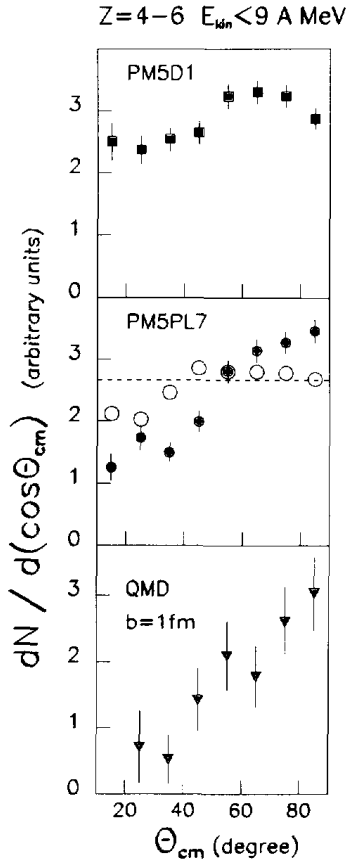 Z=4−6 E_kin<9 A MeV
PM5D1
3
2
1
0
PM5PL7
3
2
1
0
QMD
b=1fm
3
2
1
0
20 40 60 80
Θ_cm (degree)
dN / d(cosΘ_cm) (arbitrary units)